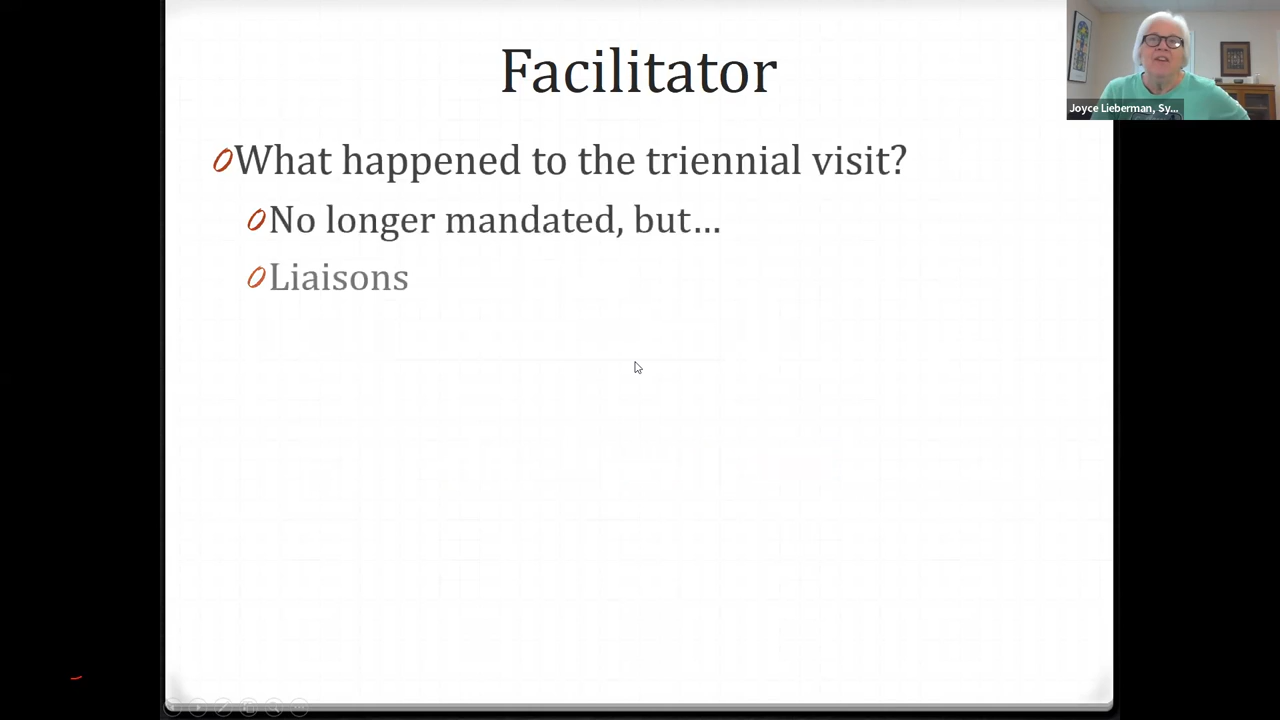 Facilitator
What happened to the triennial visit?
No longer mandated, but...
Liaisons
Joyce Lieberman, Sy...